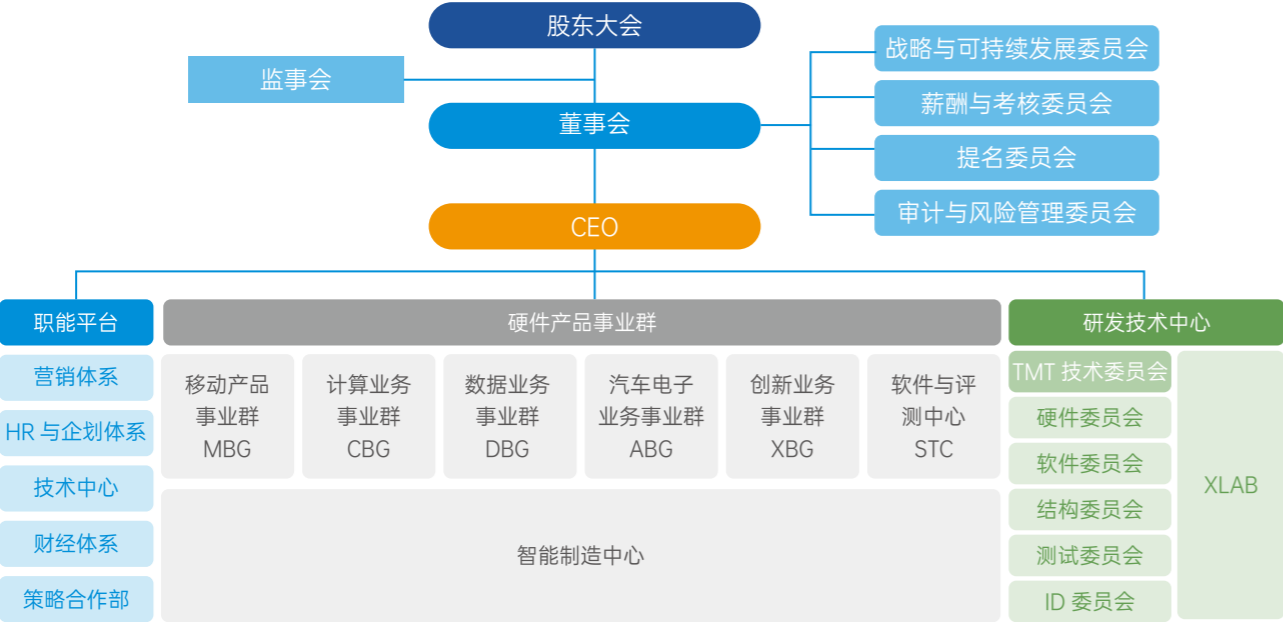 股东大会
监事会
董事会
战略与可持续发展委员会
薪酬与考核委员会
提名委员会
审计与风险管理委员会
CEO
职能平台
营销体系
HR 与企划体系
技术中心
财经体系
策略合作部
硬件产品事业群
移动产品
事业群
MBG
计算业务
事业群
CBG
数据业务
事业群
DBG
汽车电子
业务事业群
ABG
创新业务
事业群
XBG
软件与评
测中心
STC
智能制造中心
研发技术中心
TMT 技术委员会
硬件委员会
软件委员会
结构委员会
测试委员会
ID 委员会
XLAB